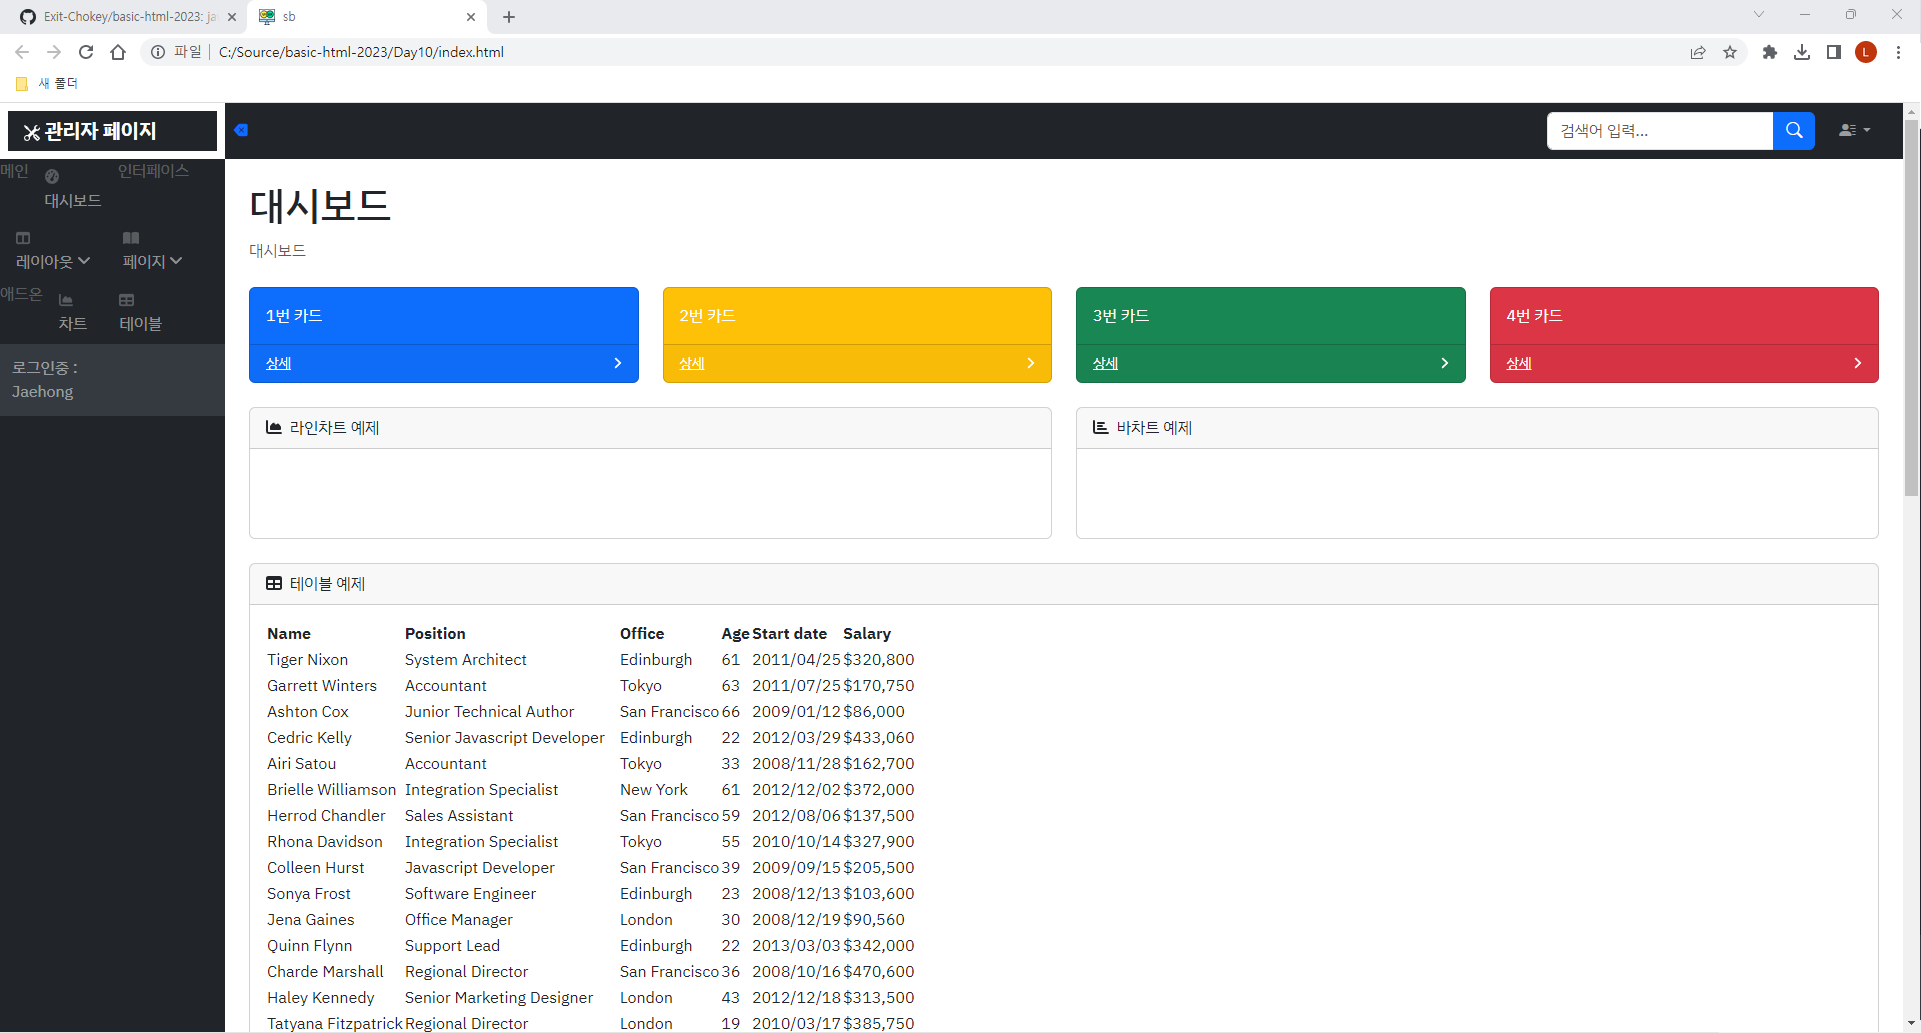 Exit-Chokey/basic-html-2023: ja
sb
파일 C:/Source/basic-html-2023/Day10/index.html
L
새 폴더
관리자 페이지
검색어 입력...
메인
대시보드
인터페이스
레이아웃
페이지
애드온
차트
테이블
로그인중 :
Jaehong
대시보드
대시보드
1번 카드
상세
2번 카드
상세
3번 카드
상세
4번 카드
상세
라인차트 예제
바차트 예제
테이블 예제
Name Position Office Age Start date Salary
Tiger Nixon System Architect Edinburgh 61 2011/04/25 $320,800
Garrett Winters Accountant Tokyo 63 2011/07/25 $170,750
Ashton Cox Junior Technical Author San Francisco 66 2009/01/12 $86,000
Cedric Kelly Senior Javascript Developer Edinburgh 22 2012/03/29 $433,060
Airi Satou Accountant Tokyo 33 2008/11/28 $162,700
Brielle Williamson Integration Specialist New York 61 2012/12/02 $372,000
Herrod Chandler Sales Assistant San Francisco 59 2012/08/06 $137,500
Rhona Davidson Integration Specialist Tokyo 55 2010/10/14 $327,900
Colleen Hurst Javascript Developer San Francisco 39 2009/09/15 $205,500
Sonya Frost Software Engineer Edinburgh 23 2008/12/13 $103,600
Jena Gaines Office Manager London 30 2008/12/19 $90,560
Quinn Flynn Support Lead Edinburgh 22 2013/03/03 $342,000
Charde Marshall Regional Director San Francisco 36 2008/10/16 $470,600
Haley Kennedy Senior Marketing Designer London 43 2012/12/18 $313,500
Tatyana Fitzpatrick Regional Director London 19 2010/03/17 $385,750